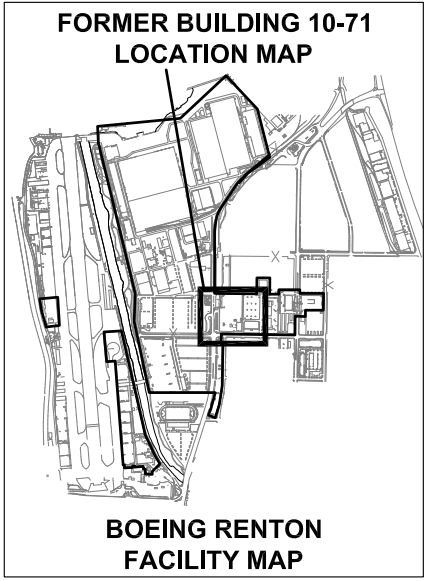 FORMER BUILDING 10-71
LOCATION MAP
BOEING RENTON
FACILITY MAP